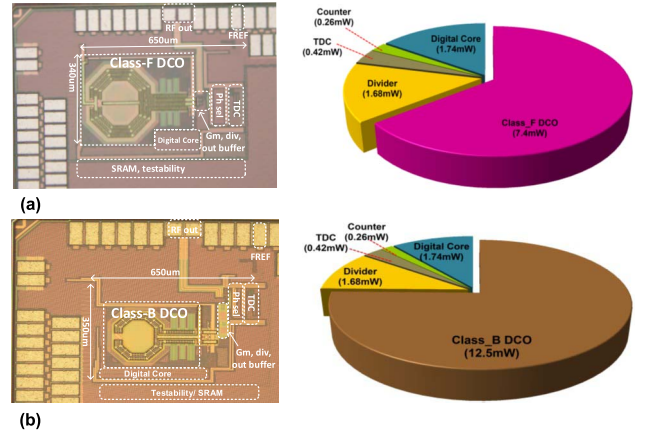 RF out
FREF
650um
340um
Class-F DCO
Ph sel
TDC
Gm, div,
out buffer
Digital Core
SRAM, testability
(a)
Counter
(0.26mW)
TDC
(0.42mW)
Divider
(1.68mW)
Digital Core
(1.74mW)
Class_F DCO
(7.4mW)
RF out
FREF
650um
350um
Class-B DCO
Ph sel
TDC
Gm, div,
out buffer
Digital Core
Testability/ SRAM
(b)
Counter
(0.26mW)
TDC
(0.42mW)
Divider
(1.68mW)
Digital Core
(1.74mW)
Class_B DCO
(12.5mW)